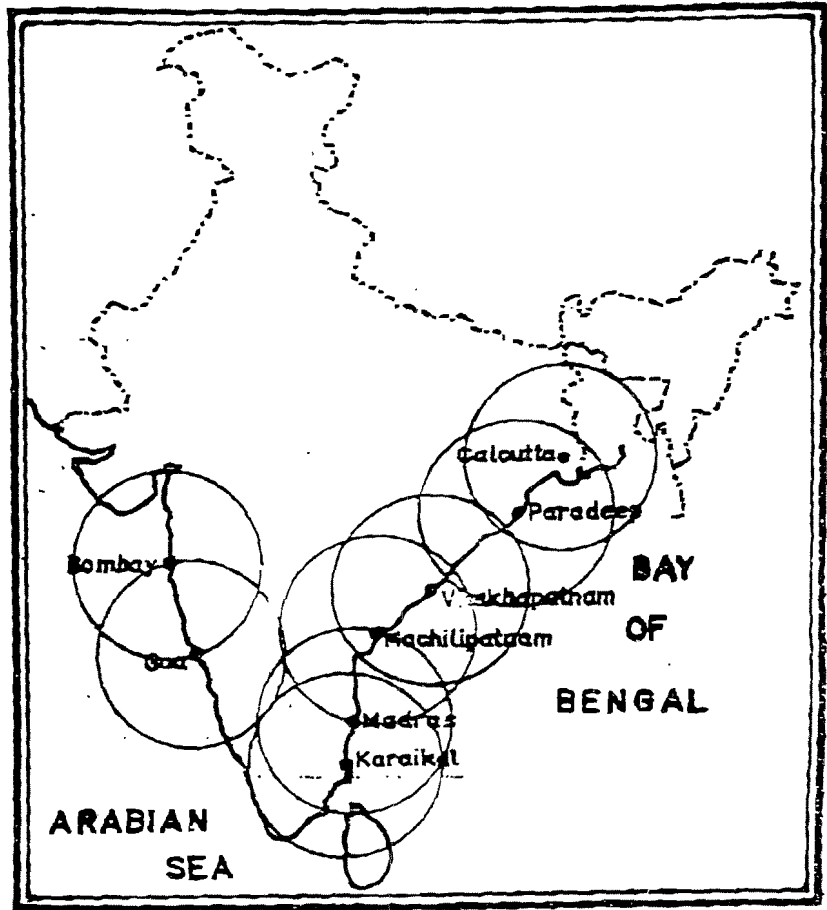 Calcutta
Paradeep
Bombay
BAY
OF
BENGAL
Machilipatnam
Goa
Madras
Karaikal
ARABIAN
SEA